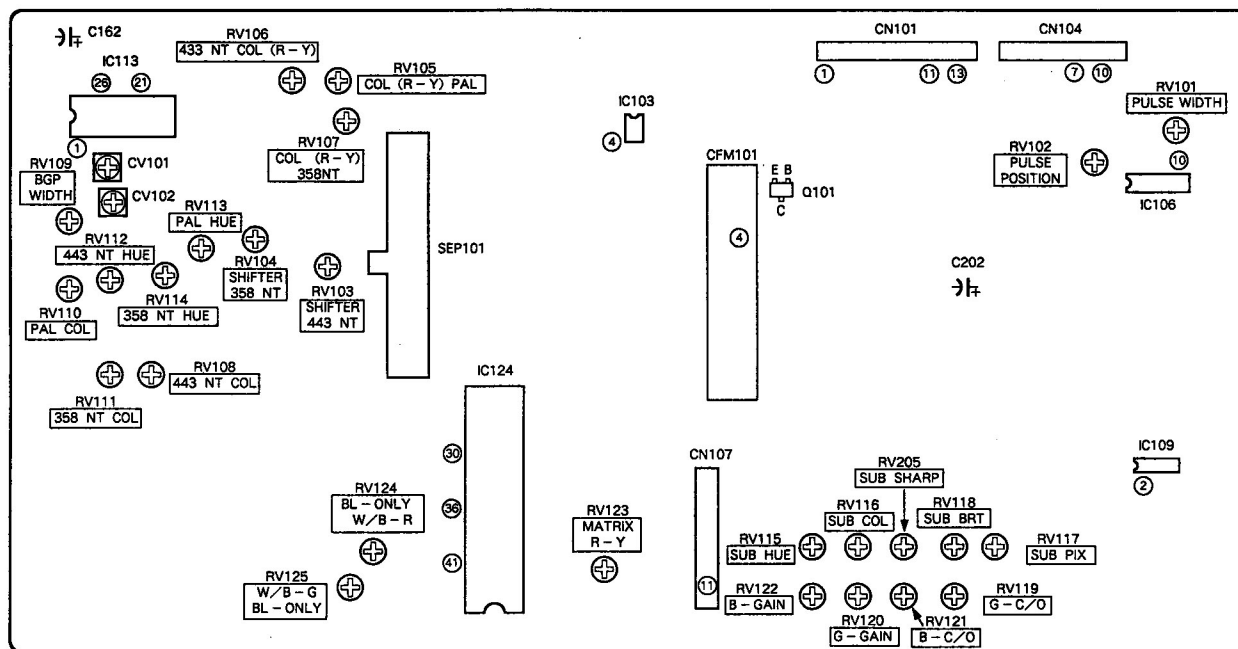 C162
IC113
26 21
1
RV106
433 NT COL (R-Y)
RV105
COL (R-Y) PAL
RV107
COL (R-Y)
358NT
RV109
BGP
WIDTH
CV101
CV102
RV113
PAL HUE
RV112
443 NT HUE
RV104
SHIFTER
358 NT
RV103
SHIFTER
443 NT
RV114
358 NT HUE
RV110
PAL COL
RV108
443 NT COL
RV111
358 NT COL
SEP101
IC103
4
CN101
1 11 13
CN104
7 10
RV101
PULSE WIDTH
RV102
PULSE
POSITION
10
IC106
CFM101
4
E B
C
Q101
C202
IC124
30
36
41
RV124
BL-ONLY
W/B-R
RV125
W/B-G
BL-ONLY
RV123
MATRIX
R-Y
CN107
11
IC109
2
RV205
SUB SHARP
RV116
SUB COL
RV118
SUB BRT
RV115
SUB HUE
RV117
SUB PIX
RV122
B-GAIN
RV120
G-GAIN
RV121
B-C/O
RV119
G-C/O